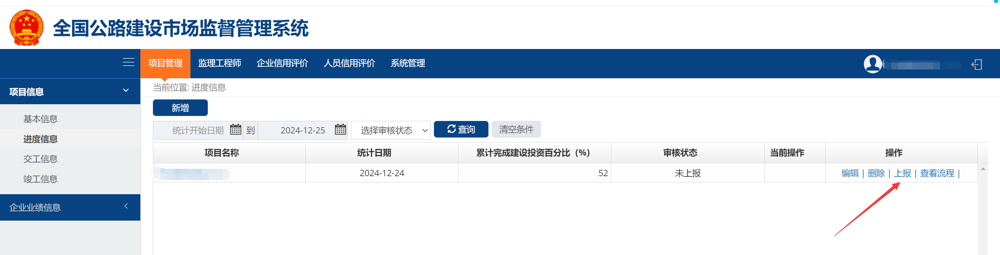 全国公路建设市场监督管理系统
项目管理 监理工程师 企业信用评价 人员信用评价 系统管理
项目信息
基本信息
进度信息
交工信息
竣工信息
企业业绩信息
当前位置: 进度信息
新增
统计开始日期 到 2024-12-25 选择审核状态 查询 清空条件
项目名称 统计日期 累计完成建设投资百分比（%） 审核状态 当前操作 操作
2024-12-24 52 未上报 编辑 | 删除 | 上报 | 查看流程 |